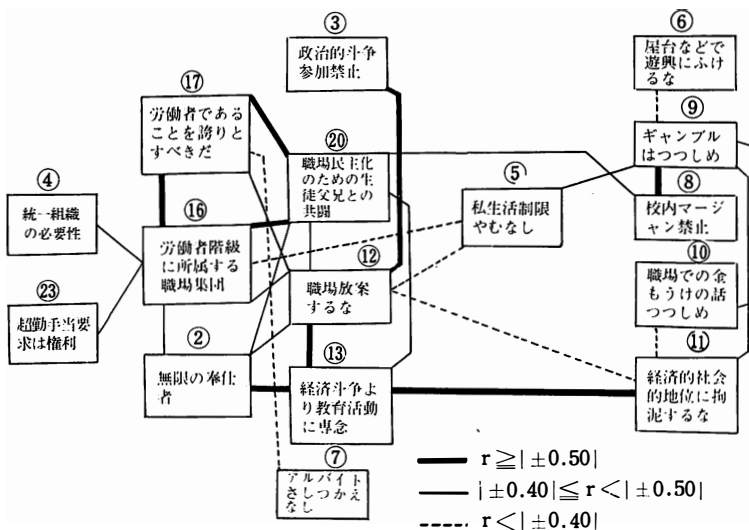 ③
政治的斗争
参加禁止
⑥
屋台などで
遊興にふけ
るな
⑰
労働者である
ことを誇りと
すべきだ
⑳
職場民主化
のための生
徒父兄との
共闘
⑨
ギャンブル
はつつしめ
④
統一組織
の必要性
⑤
私生活制限
やむなし
⑧
校内マージ
ャン禁止
⑯
労働者階級
に所属する
職場集団
⑫
職場放案
するな
⑩
職場での金
もうけの話
つつしめ
㉓
超勤手当要
求は権利
②
無限の奉仕
者
⑬
経済斗争よ
り教育活動
に専念
⑪
経済的社会
的地位に拘
泥するな
⑦
アルバイト
さしつかえ
なし
r≧|±0.50|
|±0.40|≦r<|±0.50|
r<|±0.40|